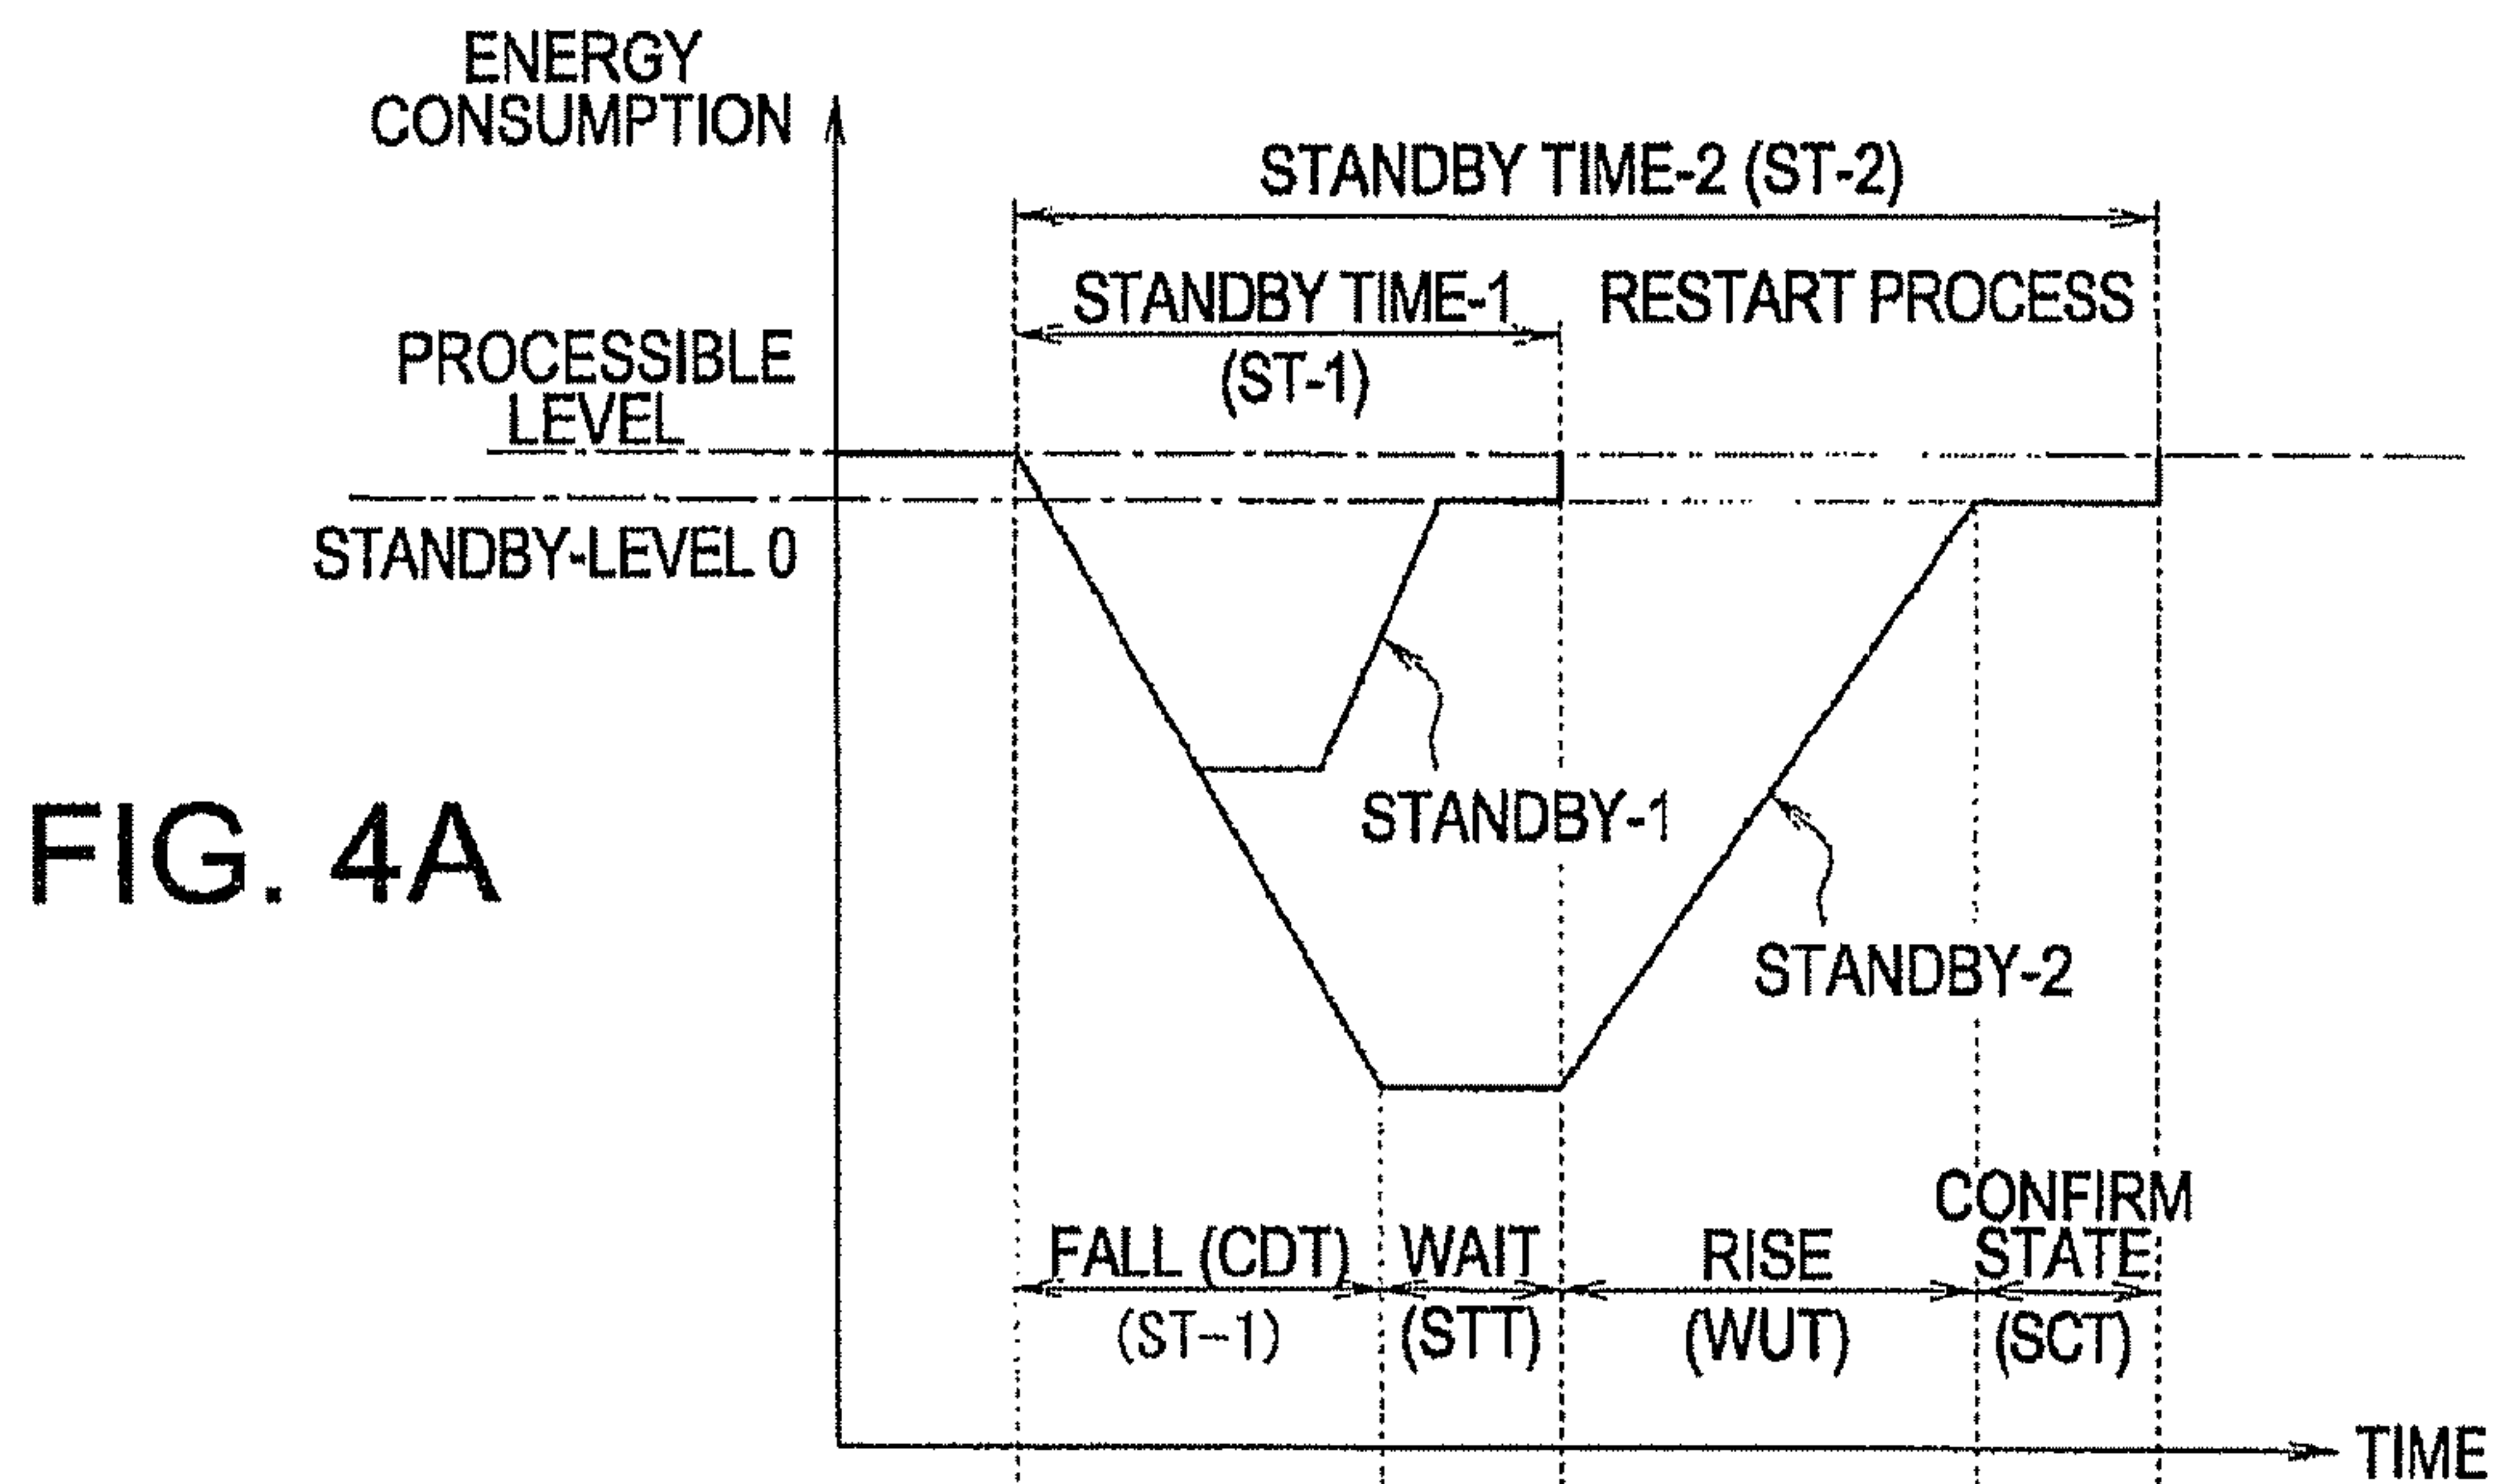 ENERGY
CONSUMPTION
STANDBY TIME-2 (ST-2)
STANDBY TIME-1
(ST-1)
RESTART PROCESS
PROCESSIBLE
LEVEL
STANDBY-LEVEL 0
STANDBY-1
STANDBY-2
FIG. 4A
FALL (CDT)
(ST-1)
WAIT
(STT)
RISE
(WUT)
CONFIRM
STATE
(SCT)
TIME